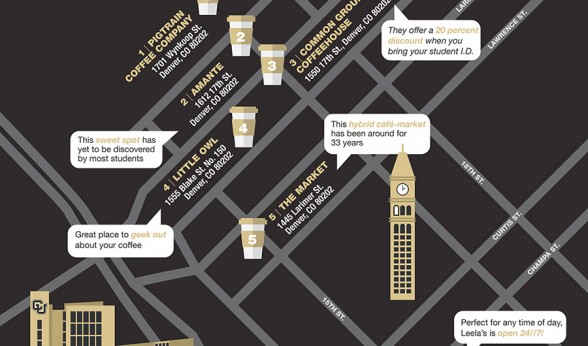 1 | PIGTRAIN
COFFEE COMPANY
1701 Wynkoop St.
Denver, CO 80202
2
2 | AMANTE
1612 17th St.
Denver, CO 80202
3
3 | COMMON GROUNDS
COFFEEHOUSE
1550 17th St., Denver, CO 80202
They offer a 20 percent
discount when you
bring your student I.D.
LAWRENCE ST.
This sweet spot has
yet to be discovered
by most students
4
4 | LITTLE OWL
1555 Blake St. No. 150
Denver, CO 80202
This hybrid café-market
has been around for
33 years
16TH ST.
Great place to geek out
about your coffee
5
5 | THE MARKET
1445 Larimer St.
Denver, CO 80202
CURTIS ST.
CHAMPA ST.
15TH ST.
CU
Perfect for any time of day,
Leela's is open 24//7!